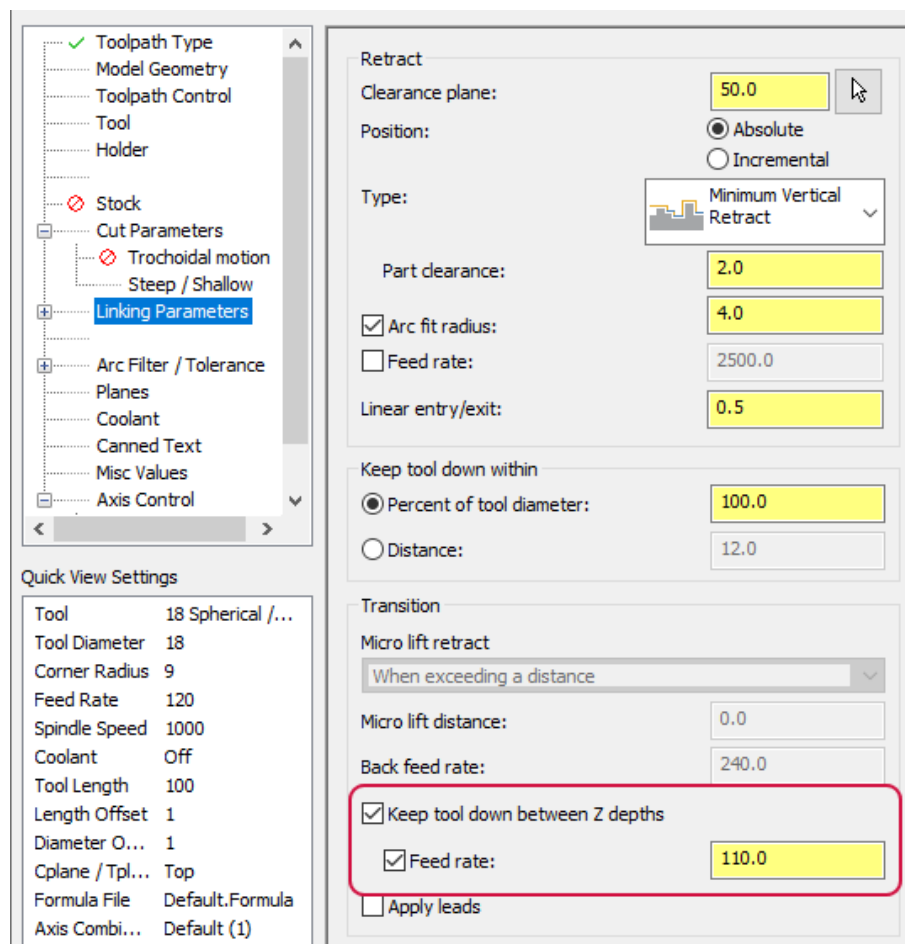 Toolpath Type
Model Geometry
Toolpath Control
Tool
Holder
Stock
Cut Parameters
Trochoidal motion
Steep / Shallow
Linking Parameters
Arc Filter / Tolerance
Planes
Coolant
Canned Text
Misc Values
Axis Control
Quick View Settings
Tool 18 Spherical /...
Tool Diameter 18
Corner Radius 9
Feed Rate 120
Spindle Speed 1000
Coolant Off
Tool Length 100
Length Offset 1
Diameter O... 1
Cplane / Tpl... Top
Formula File Default.Formula
Axis Combi... Default (1)
Retract
Clearance plane: 50.0
Position: Absolute
Incremental
Type: Minimum Vertical
Retract
Part clearance: 2.0
Arc fit radius: 4.0
Feed rate: 2500.0
Linear entry/exit: 0.5
Keep tool down within
Percent of tool diameter: 100.0
Distance: 12.0
Transition
Micro lift retract
When exceeding a distance
Micro lift distance: 0.0
Back feed rate: 240.0
Keep tool down between Z depths
Feed rate: 110.0
Apply leads